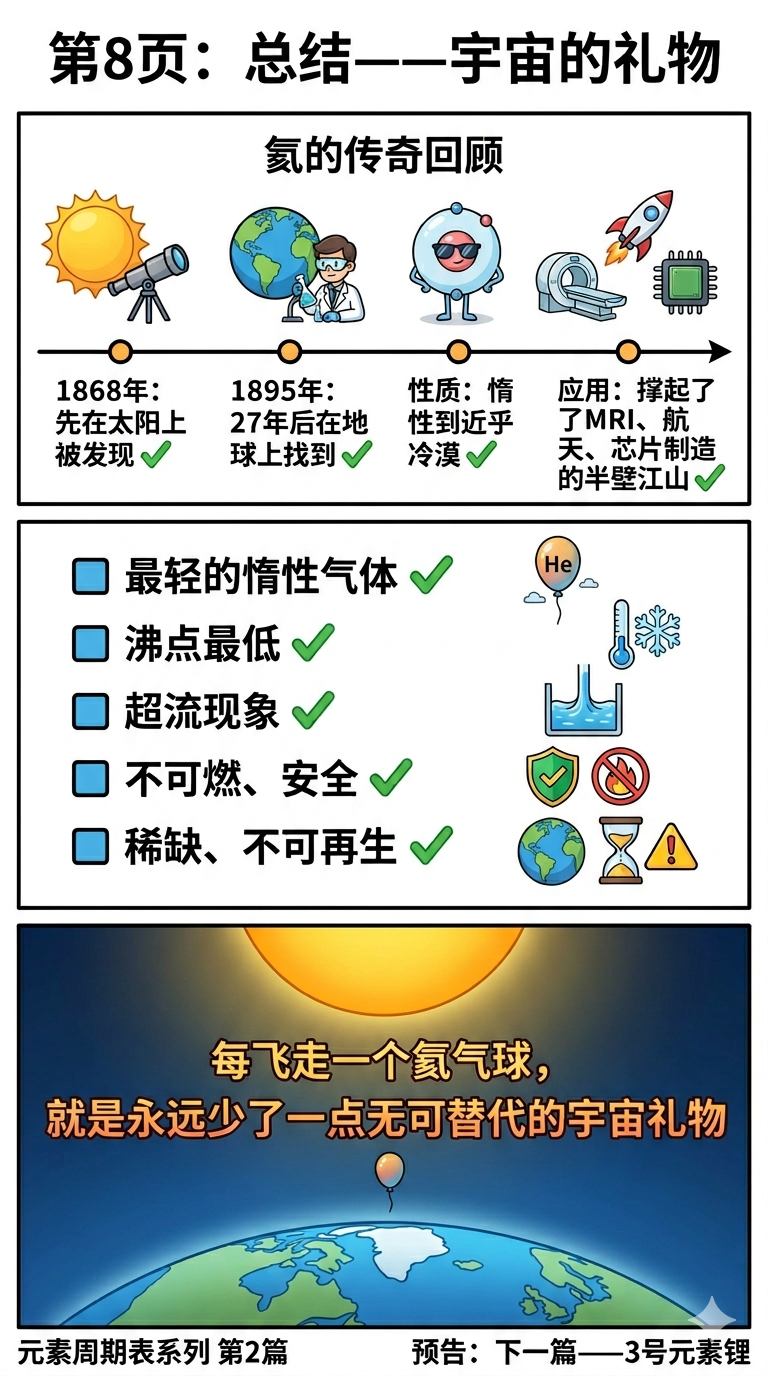 第8页：总结——宇宙的礼物
氦的传奇回顾
1868年：
先在太阳上
被发现
1895年：
27年后在地
球上找到
性质：惰
性到近乎
冷漠
应用：撑起了
了MRI、航
天、芯片制造
的半壁江山
最轻的惰性气体
He
沸点最低
超流现象
不可燃、安全
稀缺、不可再生
每飞走一个氦气球，
就是永远少了一点无可替代的宇宙礼物
元素周期表系列 第2篇
预告：下一篇——3号元素锂